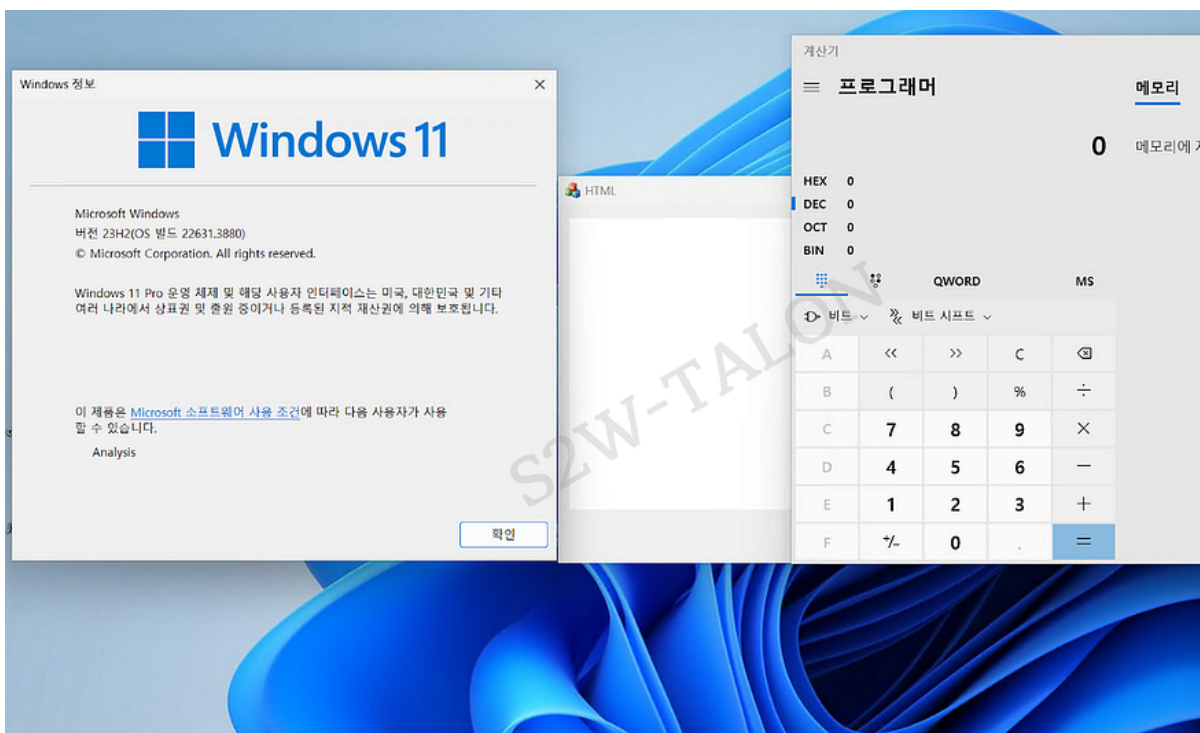 Windows 정보
Windows 11
Microsoft Windows
버전 23H2(OS 빌드 22631.3880)
© Microsoft Corporation. All rights reserved.
Windows 11 Pro 운영 체제 및 해당 사용자 인터페이스는 미국, 대한민국 및 기타
여러 나라에서 상표권 및 출원 중이거나 등록된 지적 재산권에 의해 보호됩니다.
이 제품은 Microsoft 소프트웨어 사용 조건에 따라 다음 사용자가 사용
할 수 있습니다.
Analysis
확인
HTML
계산기
프로그래머
메모리
0
메모리에
HEX 0
DEC 0
OCT 0
BIN 0
QWORD
MS
비트
비트 시프트
A << >> C
B ( ) % ÷
C 7 8 9 ×
D 4 5 6 −
E 1 2 3 +
F +/− 0 . =
S2W-TALON